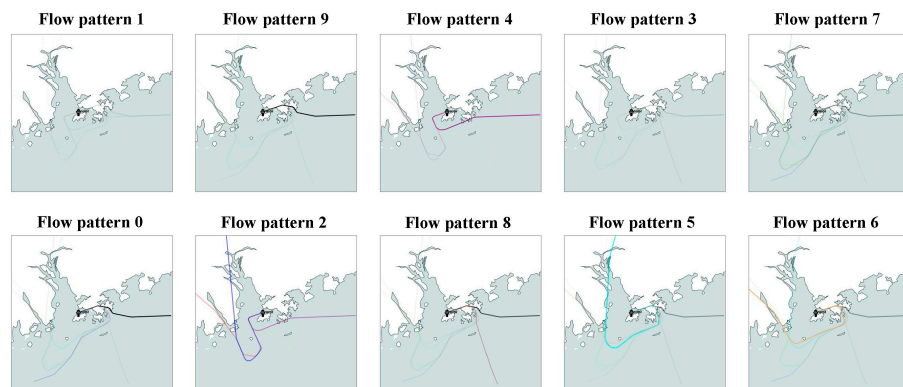 Flow pattern 1
Flow pattern 9
Flow pattern 4
Flow pattern 3
Flow pattern 7
Flow pattern 0
Flow pattern 2
Flow pattern 8
Flow pattern 5
Flow pattern 6